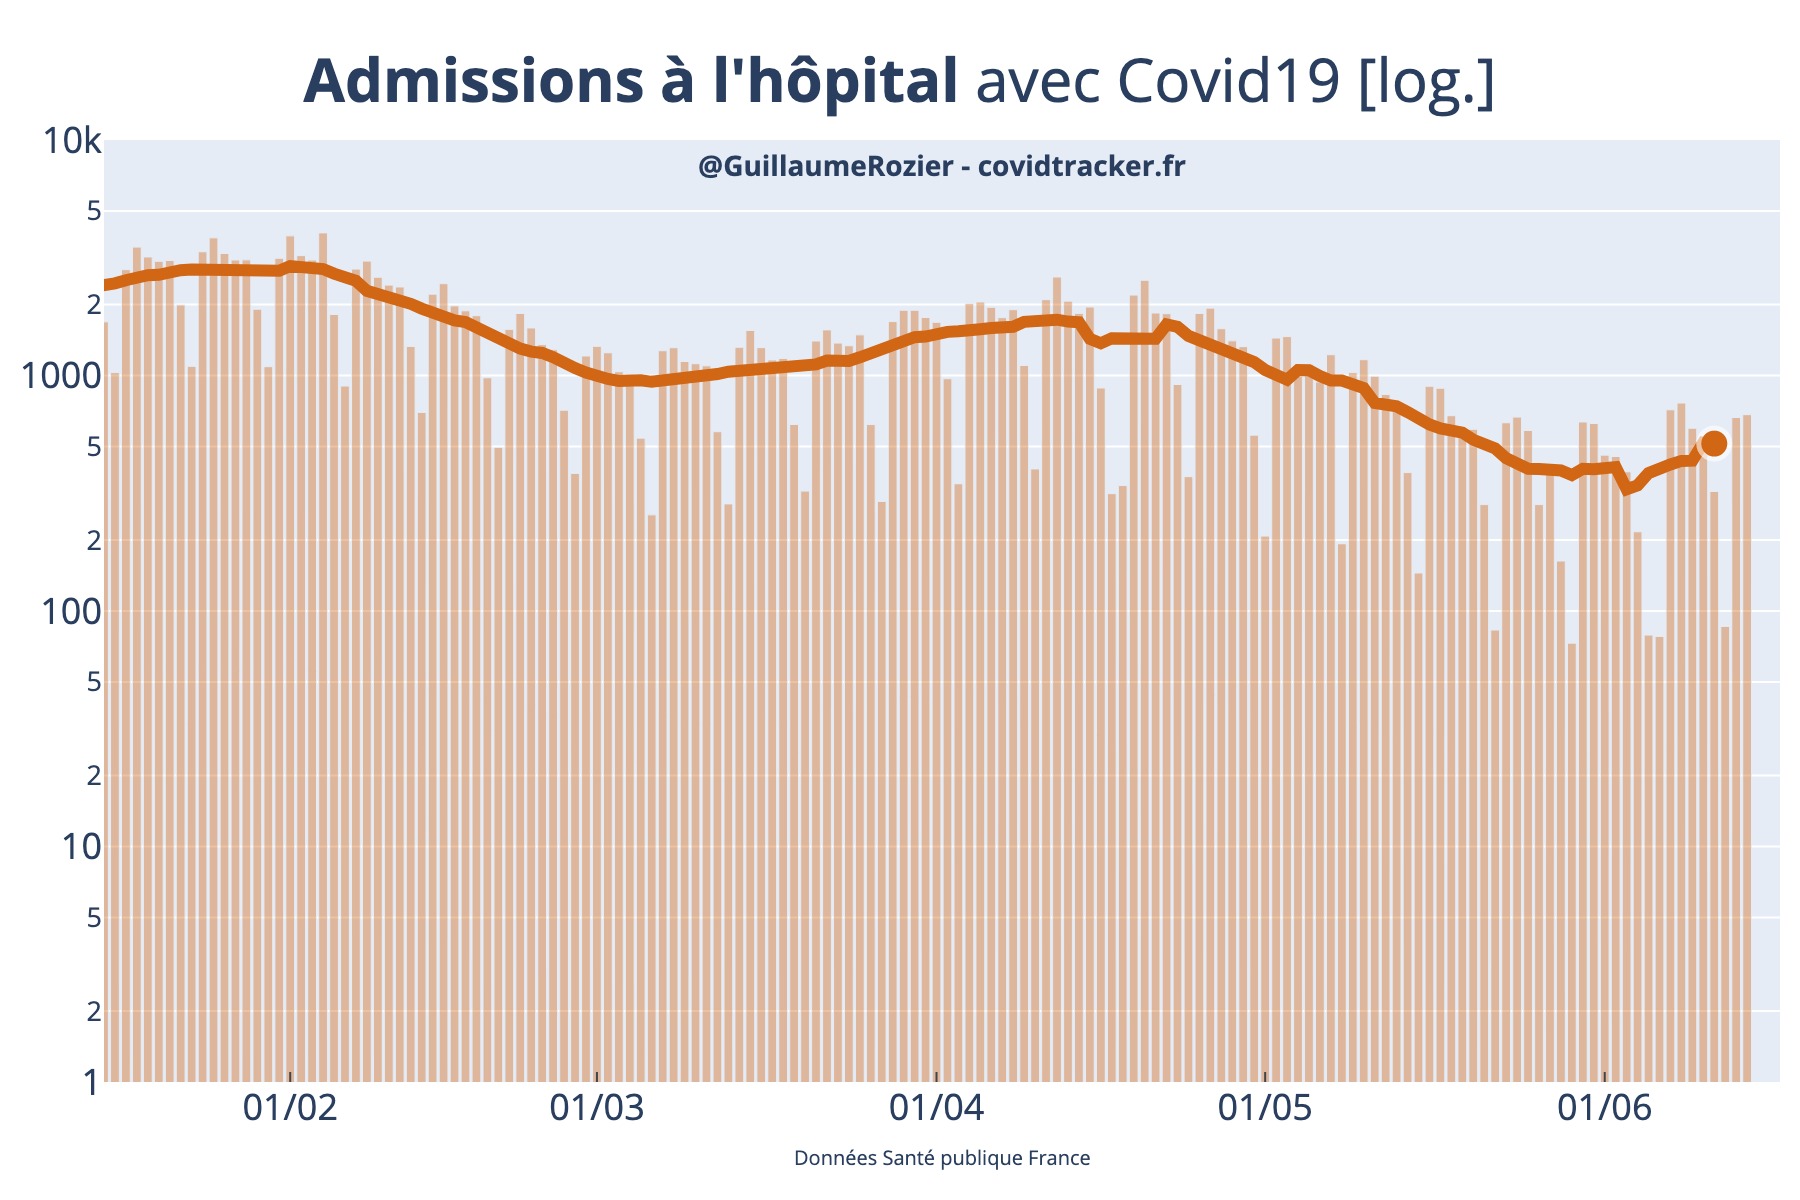 Admissions à l'hôpital avec Covid19 [log.]
@GuillaumeRozier - covidtracker.fr
10k
5
2
1000
5
2
100
5
2
10
5
2
1
01/02 01/03 01/04 01/05 01/06
Données Santé publique France